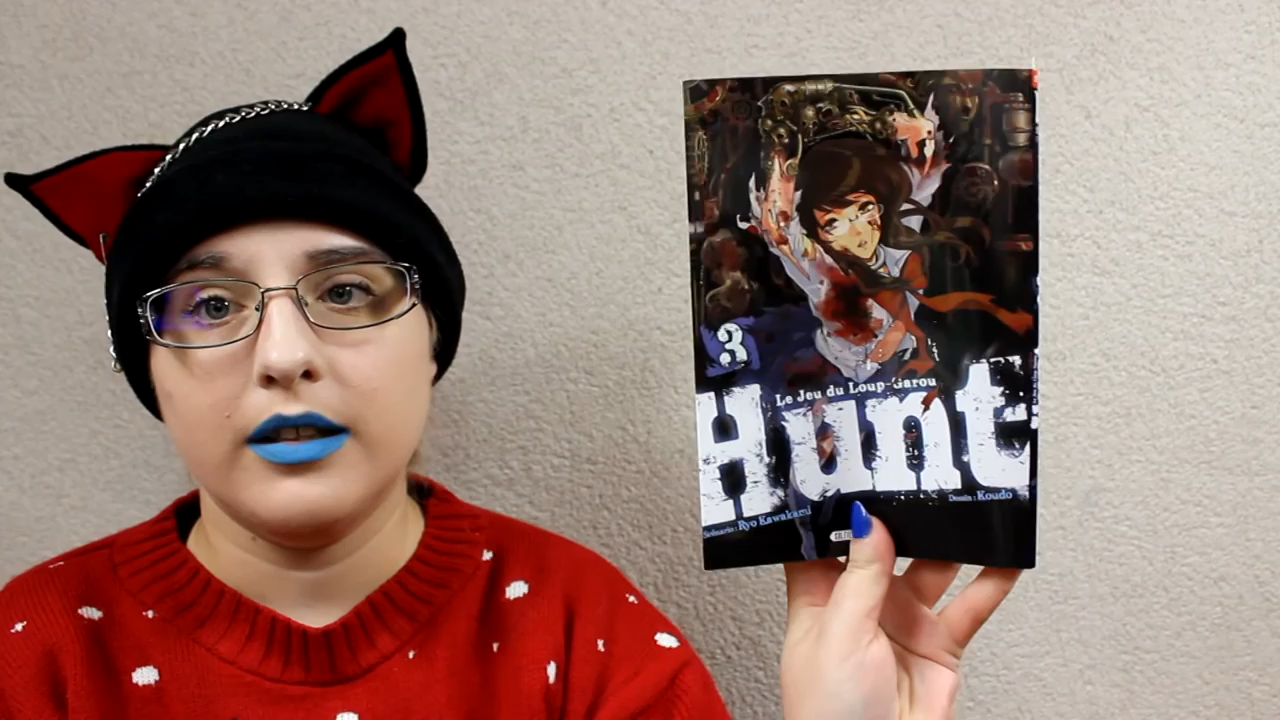 3
Le Jeu du Loup-Garou
Hunt
Dessin : Koudo
Scénario : Ryo Kawakami